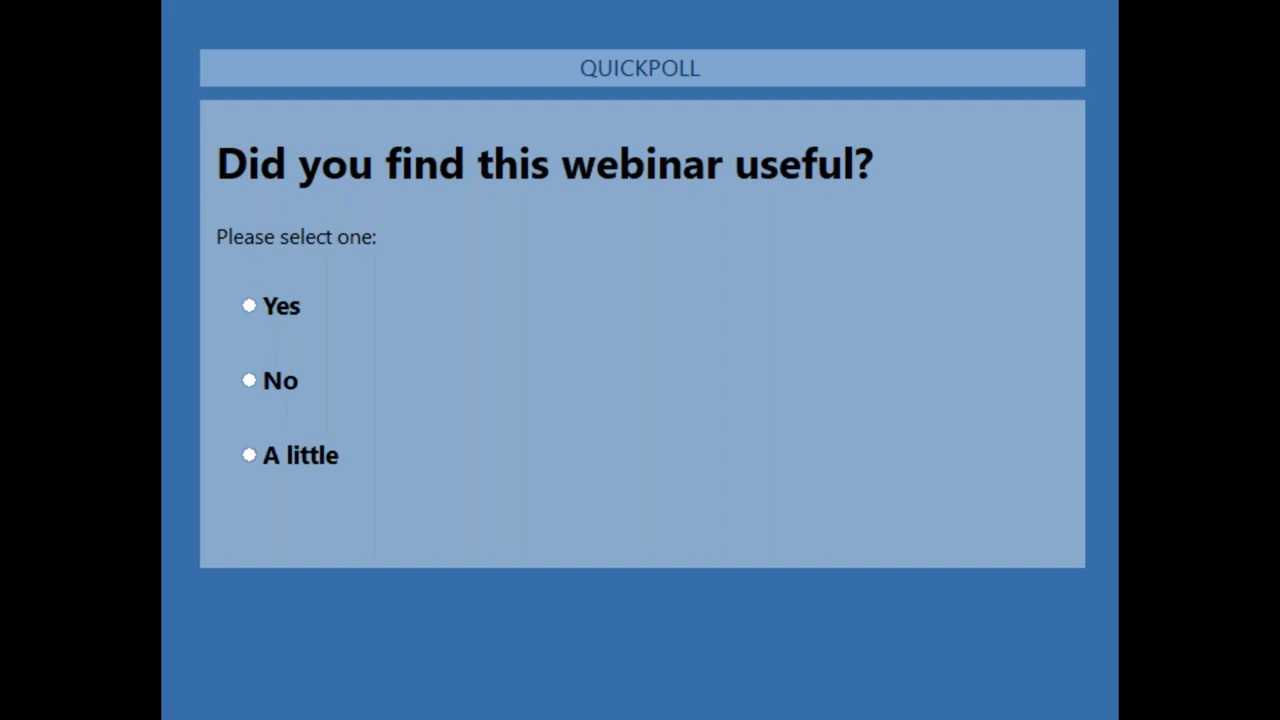 QUICKPOLL
Did you find this webinar useful?
Please select one:
Yes
No
A little